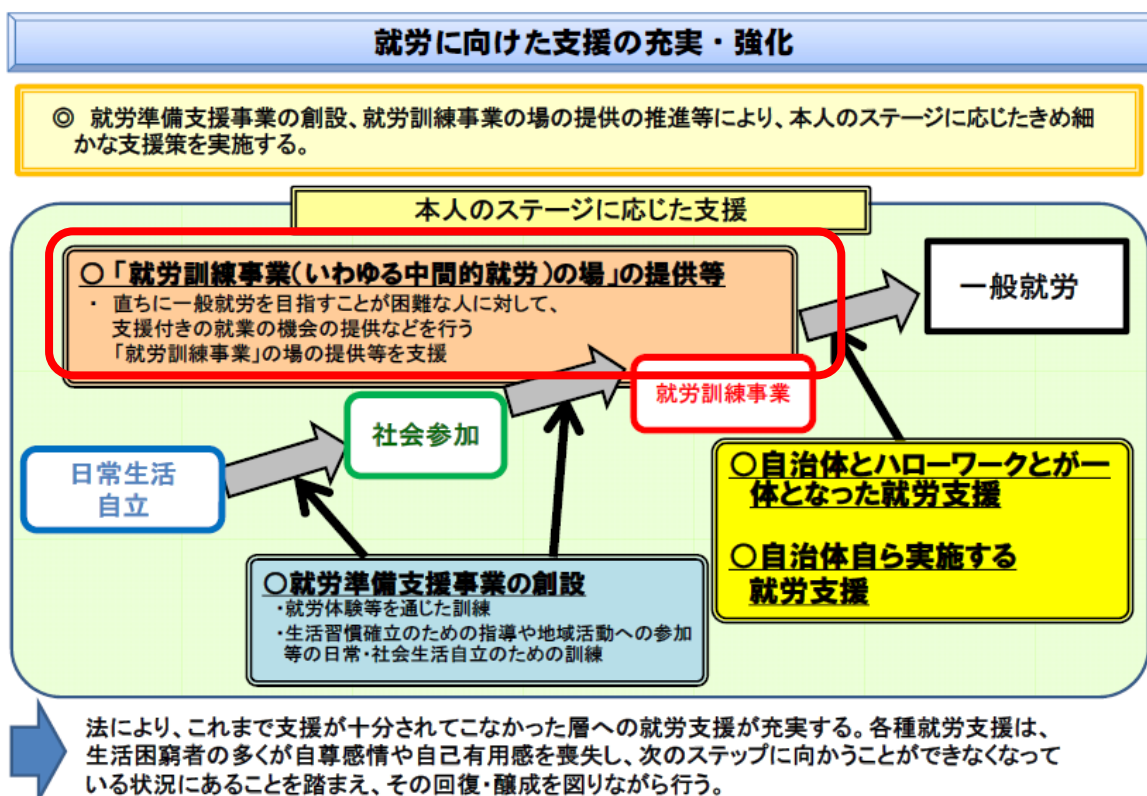 就労に向けた支援の充実・強化
◎ 就労準備支援事業の創設、就労訓練事業の場の提供の推進等により、本人のステージに応じたきめ細
かな支援策を実施する。
本人のステージに応じた支援
○「就労訓練事業(いわゆる中間的就労)の場」の提供等
・ 直ちに一般就労を目指すことが困難な人に対して、
支援付きの就業の機会の提供などを行う
「就労訓練事業」の場の提供等を支援
一般就労
就労訓練事業
社会参加
日常生活
自立
○自治体とハローワークとが一
体となった就労支援
○自治体自ら実施する
就労支援
○就労準備支援事業の創設
・就労体験等を通じた訓練
・生活習慣確立のための指導や地域活動への参加
等の日常・社会生活自立のための訓練
法により、これまで支援が十分されてこなかった層への就労支援が充実する。各種就労支援は、
生活困窮者の多くが自尊感情や自己有用感を喪失し、次のステップに向かうことができなくなって
いる状況にあることを踏まえ、その回復・醸成を図りながら行う。